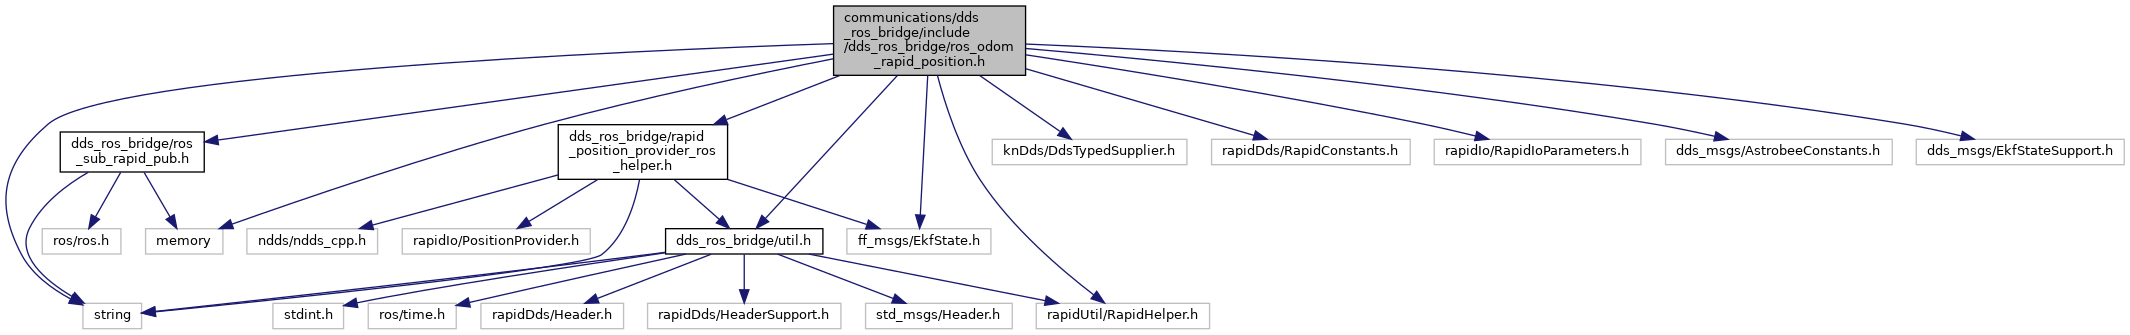 communications/dds
_ros_bridge/include
/dds_ros_bridge/ros_odom
_rapid_position.h
dds_ros_bridge/ros
_sub_rapid_pub.h
dds_ros_bridge/rapid
_position_provider_ros
_helper.h
knDds/DdsTypedSupplier.h
rapidDds/RapidConstants.h
rapidIo/RapidIoParameters.h
dds_msgs/AstrobeeConstants.h
dds_msgs/EkfStateSupport.h
ros/ros.h
memory
ndds/ndds_cpp.h
rapidIo/PositionProvider.h
dds_ros_bridge/util.h
ff_msgs/EkfState.h
string
stdint.h
ros/time.h
rapidDds/Header.h
rapidDds/HeaderSupport.h
std_msgs/Header.h
rapidUtil/RapidHelper.h